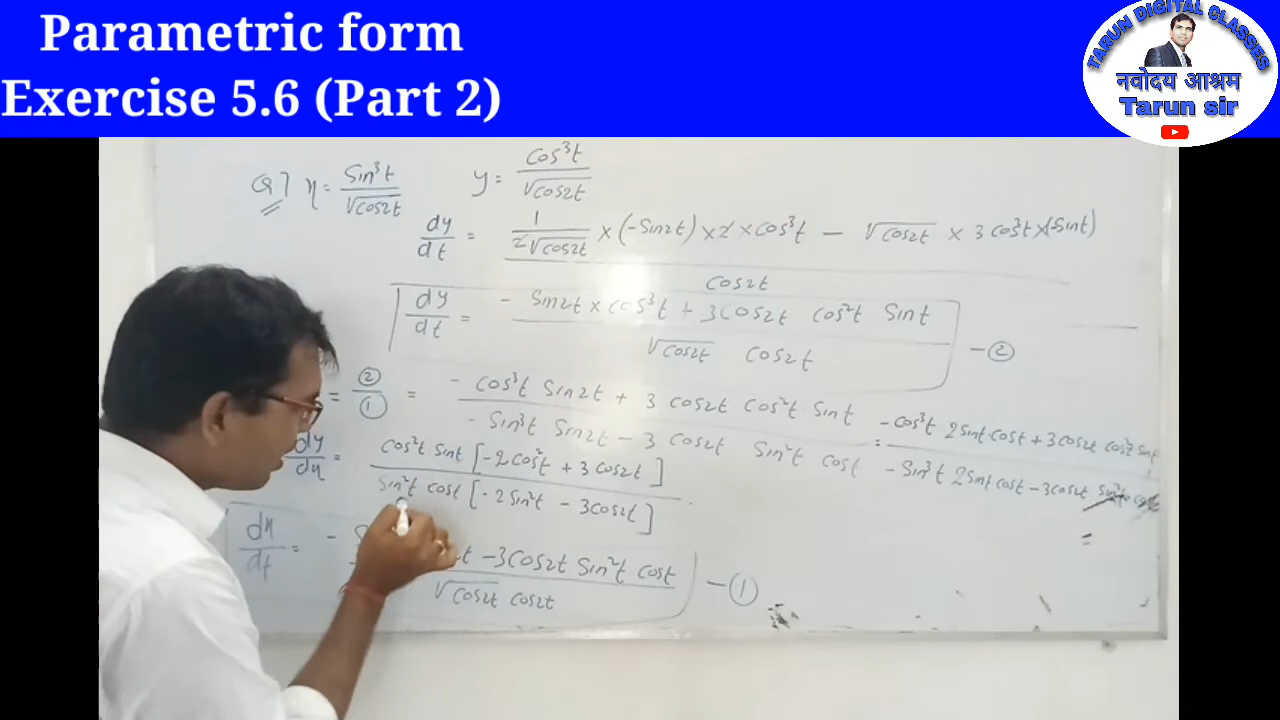 Parametric form
Exercise 5.6 (Part 2)
TARUN DIGITAL CLASSES
नवोदय आश्रम
Tarun sir
Q7 x = Sin³t / √cos2t    y = Cos³t / √cos2t
dy/dt = 1/2√cos2t × (-Sin2t) × 2 × cos³t - √cos2t × 3 cos²t × (-Sint) / cos2t
dy/dt = - Sin2t × cos³t + 3cos2t cos²t Sint / √cos2t cos2t - ②
= ②/① = - cos³t Sin2t + 3 cos2t cos²t Sint / - Sin³t Sin2t - 3 cos2t Sin²t cost = - cos³t 2Sint cost + 3cos2t cos²t Sint / - Sin³t 2Sint cost - 3cos2t Sin²t
dy/dx = cos²t Sint [-2cos²t + 3cos2t] / Sin²t cost [-2Sin²t - 3cos2t]
dx/dt = - - 3cos2t Sin²t cost / √cos2t cos2t - ①